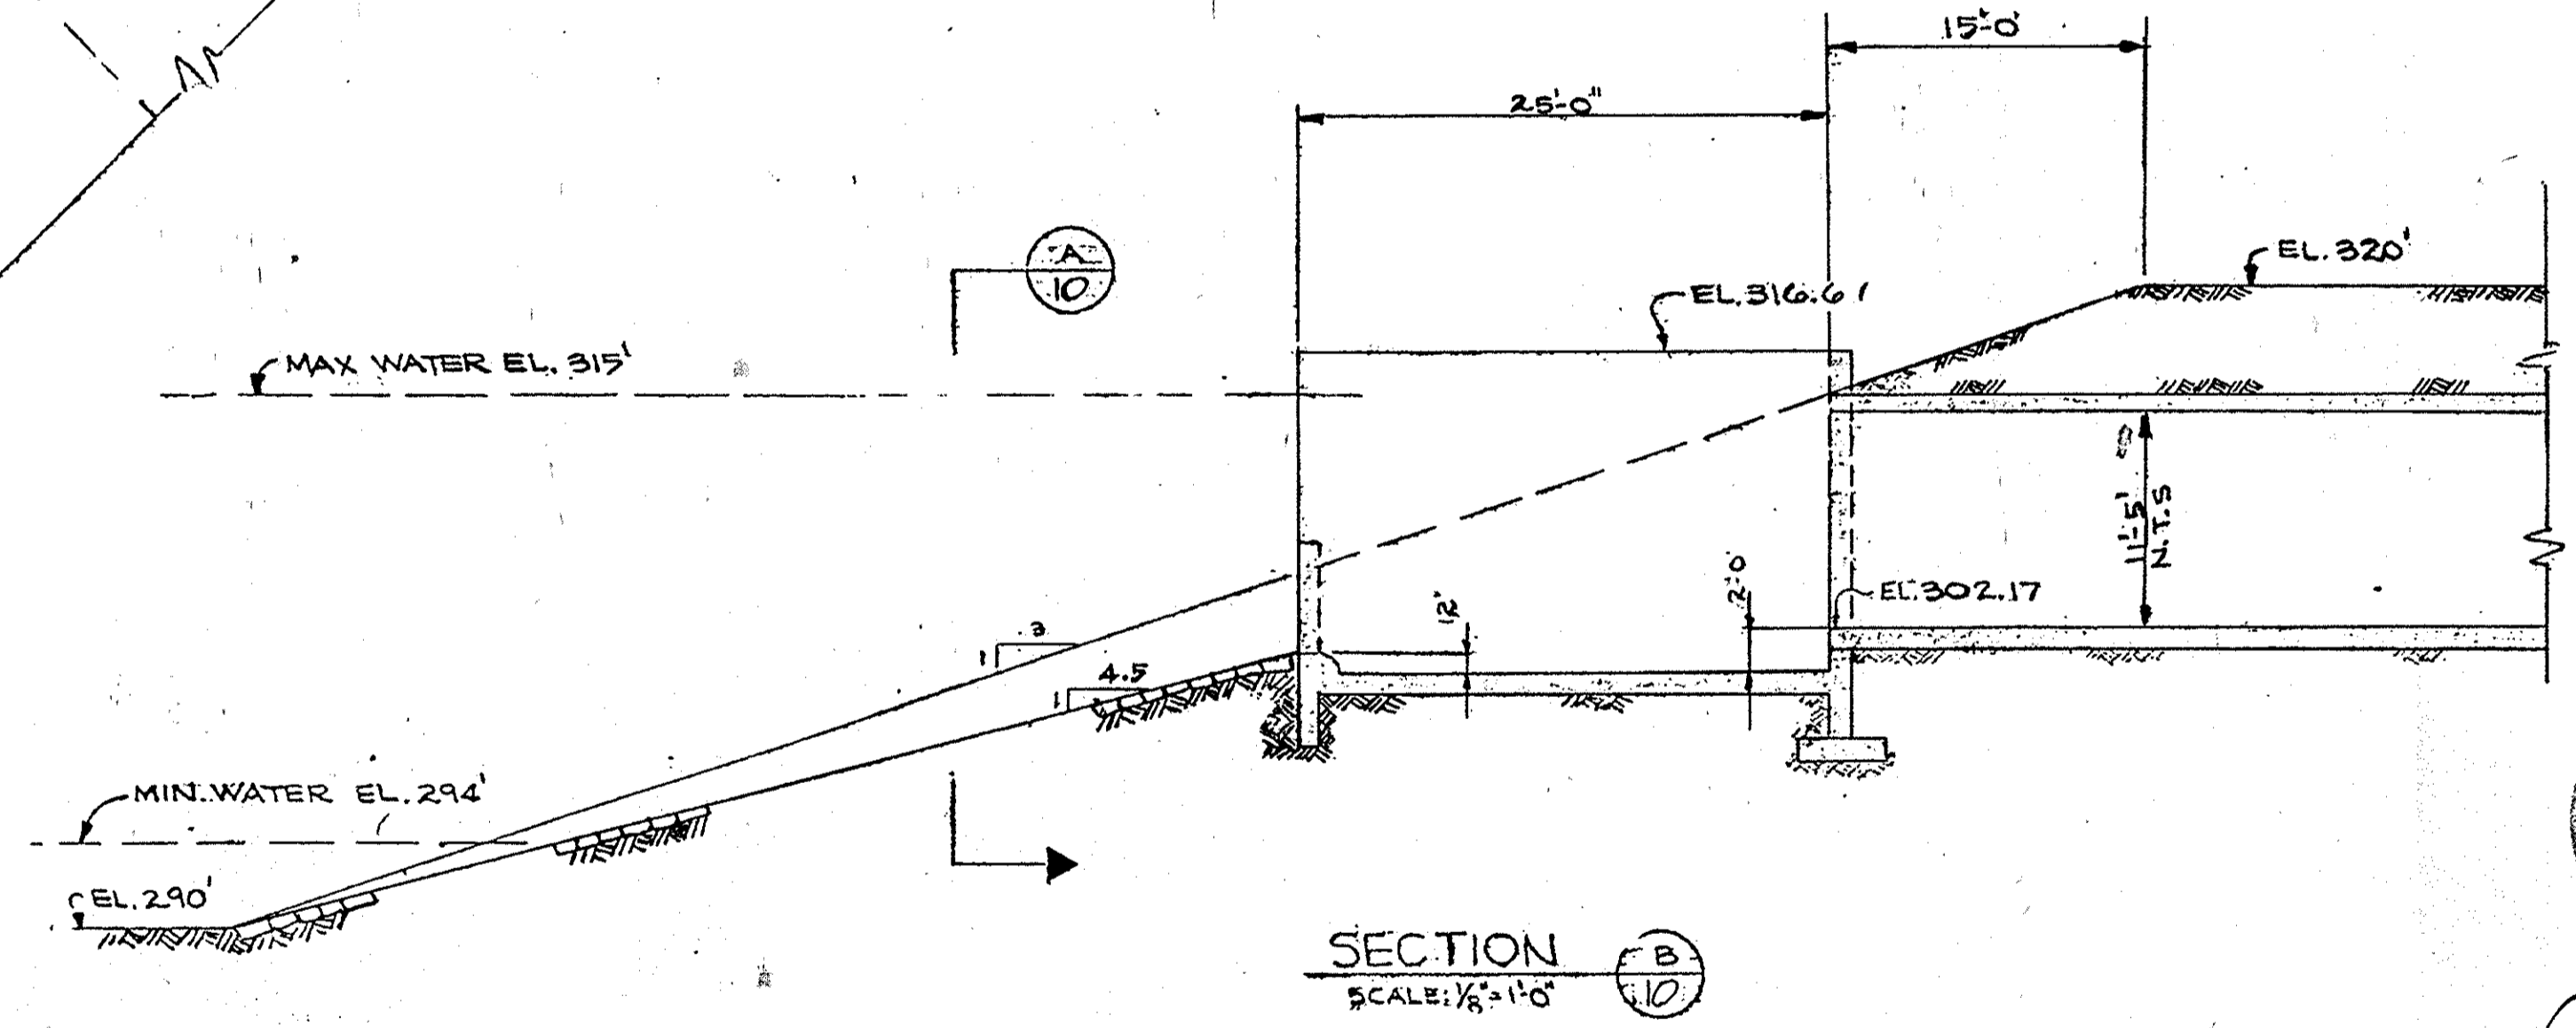 15'-0"
25'-0"
A
10
EL. 320'
EL. 316.61
MAX WATER EL. 315'
11'-5"
N.T.S
2'-0"
12"
EL. 302.17
3
1
4.5
1
MIN. WATER EL. 294'
EL. 290'
SECTION
B
10
SCALE: 1/8" = 1'-0"